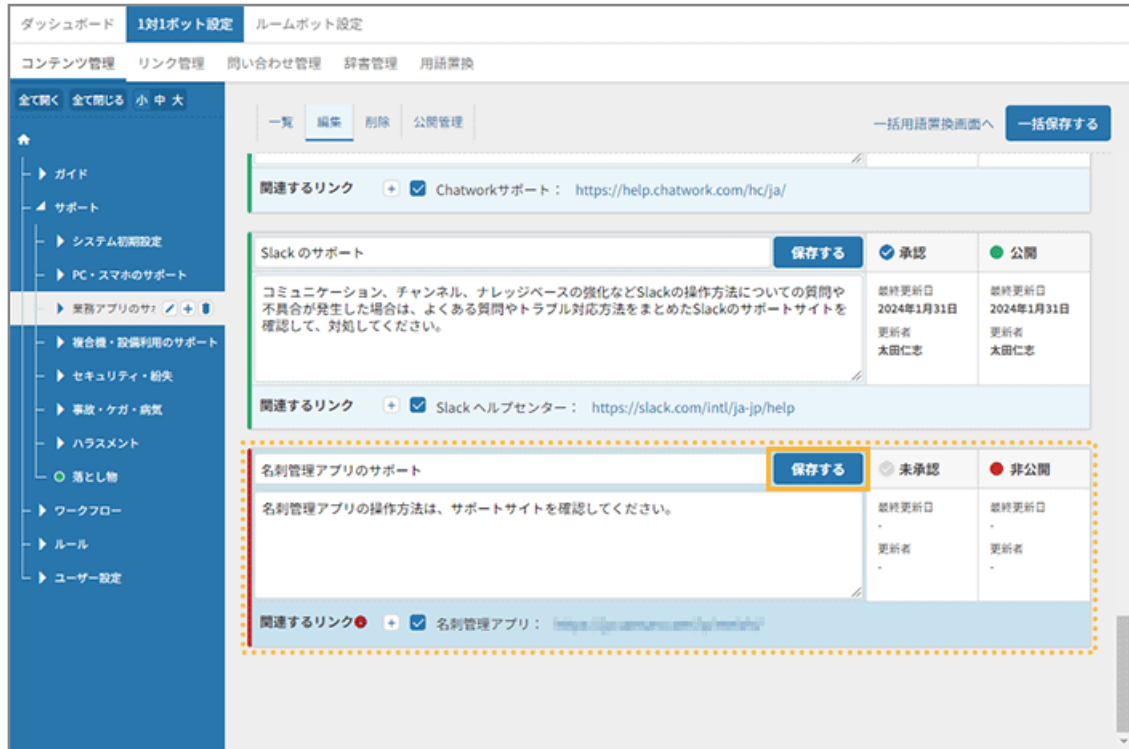 ダッシュボード 1対1ボット設定 ルームボット設定
コンテンツ管理 リンク管理 問い合わせ管理 辞書管理 用語置換
全て開く 全て閉じる 小 中 大
一覧 編集 削除 公開管理 一括用語置換画面へ 一括保存する
ガイド
サポート
システム初期設定
PC・スマホのサポート
業務アプリのサポ
複合機・設備利用のサポート
セキュリティ・紛失
事故・ケガ・病気
ハラスメント
落とし物
ワークフロー
ルール
ユーザー設定
関連するリンク + Chatworkサポート： https://help.chatwork.com/hc/ja/
Slack のサポート 保存する 承認 公開
コミュニケーション、チャンネル、ナレッジベースの強化などSlackの操作方法についての質問や
不具合が発生した場合は、よくある質問やトラブル対応方法をまとめたSlackのサポートサイトを
確認して、対処してください。
最終更新日 最終更新日
2024年1月31日 2024年1月31日
更新者 更新者
太田仁志 太田仁志
関連するリンク + Slack ヘルプセンター： https://slack.com/intl/ja-jp/help
名刺管理アプリのサポート 保存する 未承認 非公開
名刺管理アプリの操作方法は、サポートサイトを確認してください。
最終更新日 最終更新日
- -
更新者 更新者
- -
関連するリンク + 名刺管理アプリ：